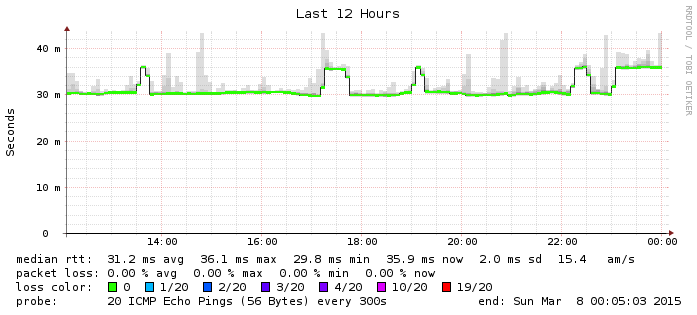 Last 12 Hours
RRDTOOL / TOBI OETIKER
Seconds
40 m
30 m
20 m
10 m
0
14:00 16:00 18:00 20:00 22:00 00:00
median rtt: 31.2 ms avg 36.1 ms max 29.8 ms min 35.9 ms now 2.0 ms sd 15.4 am/s
packet loss: 0.00 % avg 0.00 % max 0.00 % min 0.00 % now
loss color: 0 1/20 2/20 3/20 4/20 10/20 19/20
probe: 20 ICMP Echo Pings (56 Bytes) every 300s end: Sun Mar 8 00:05:03 2015